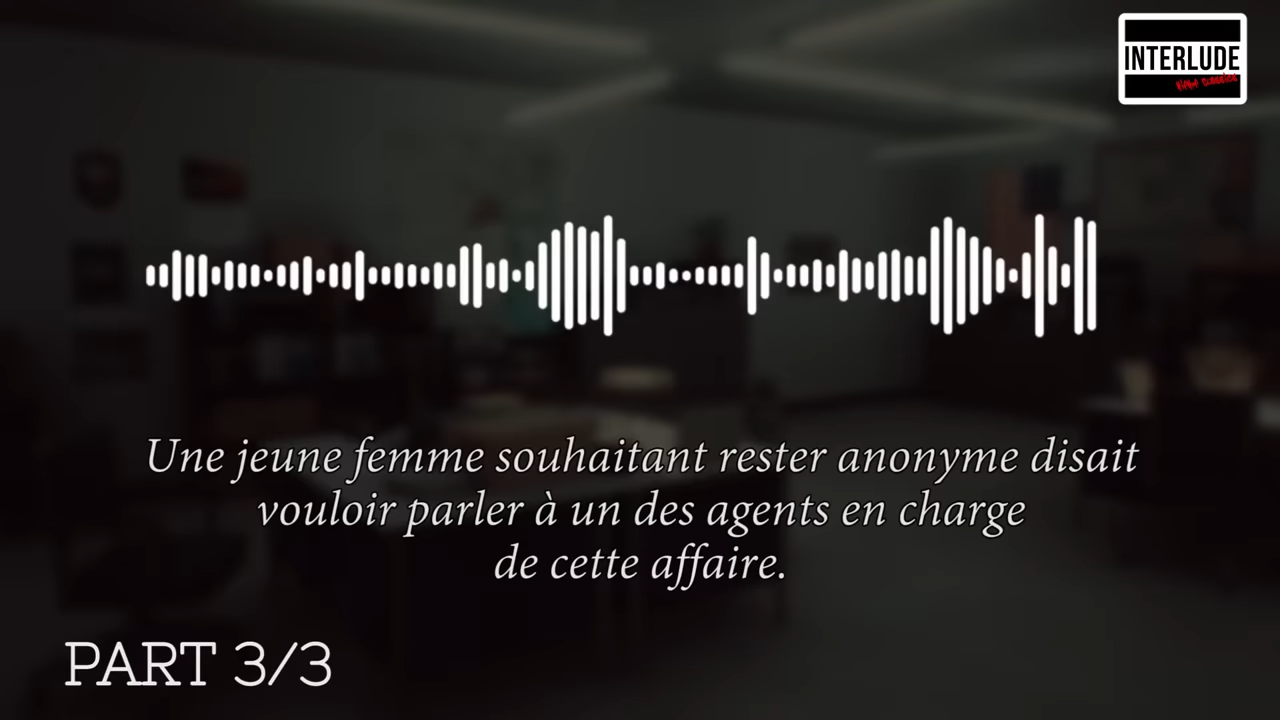 INTERLUDE
Une jeune femme souhaitant rester anonyme disait
vouloir parler à un des agents en charge
de cette affaire.
PART 3/3